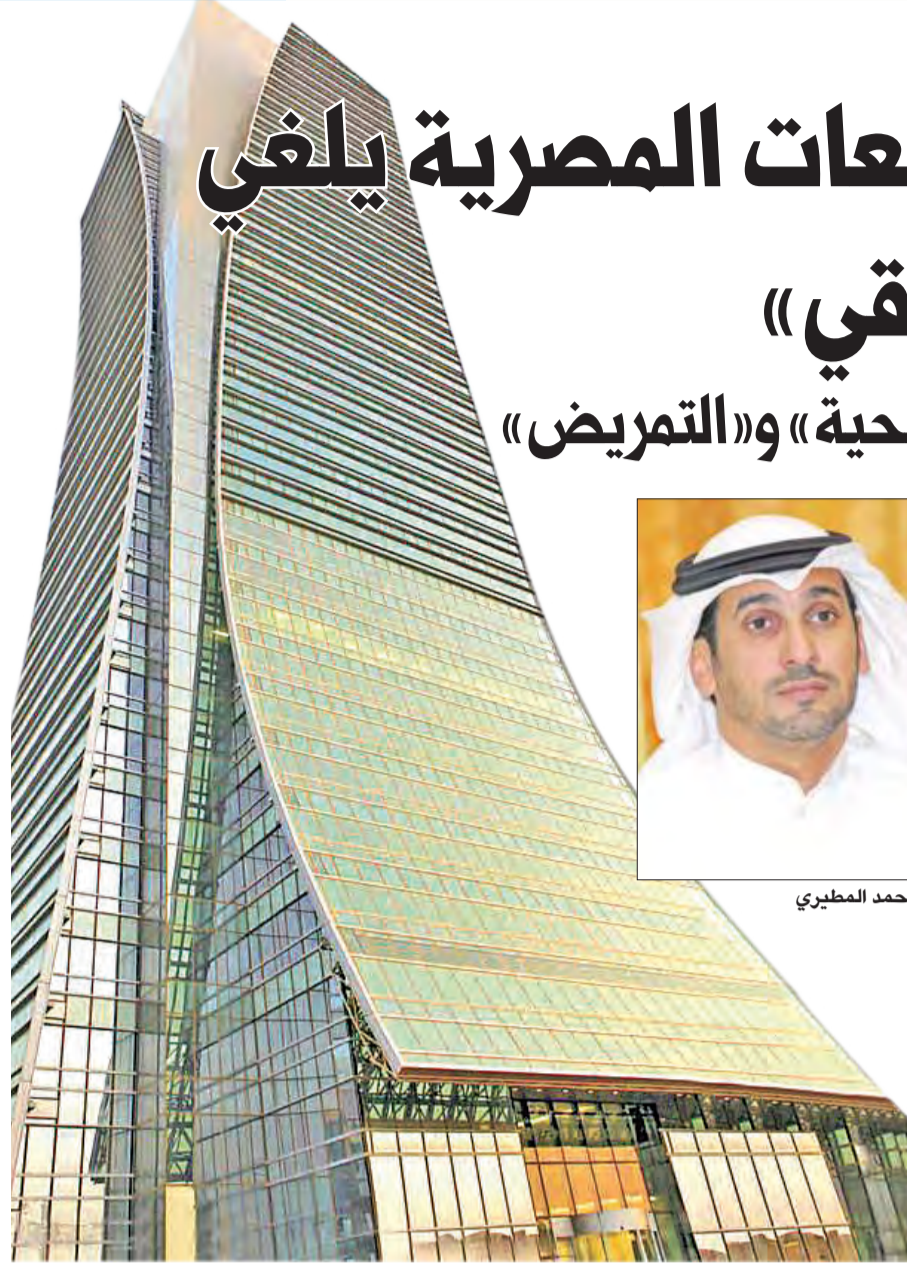 عات المصرية يلغي
قي»
حية» و«التمريض»
حمد المطيري